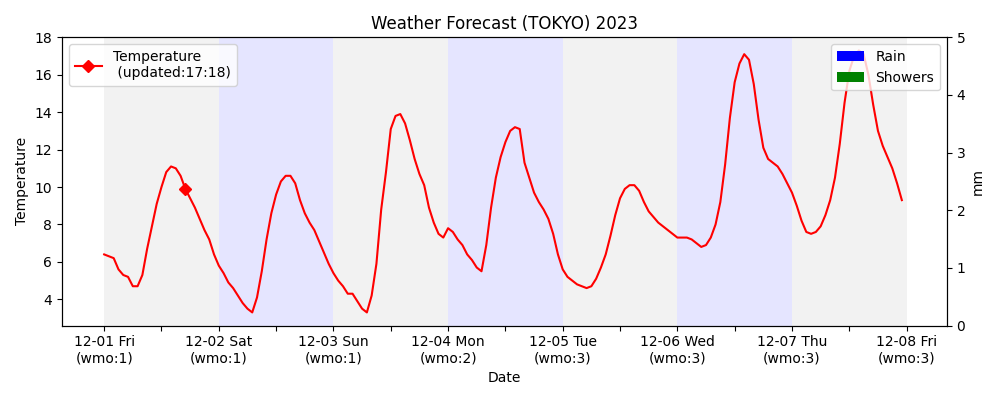 Weather Forecast (TOKYO) 2023
Temperature
(updated:17:18)
Rain
Showers
18
16
14
12
10
8
6
4
Temperature
5
4
3
2
1
0
mm
12-01 Fri
(wmo:1)
12-02 Sat
(wmo:1)
12-03 Sun
(wmo:1)
12-04 Mon
(wmo:2)
12-05 Tue
(wmo:3)
12-06 Wed
(wmo:3)
12-07 Thu
(wmo:3)
12-08 Fri
(wmo:3)
Date